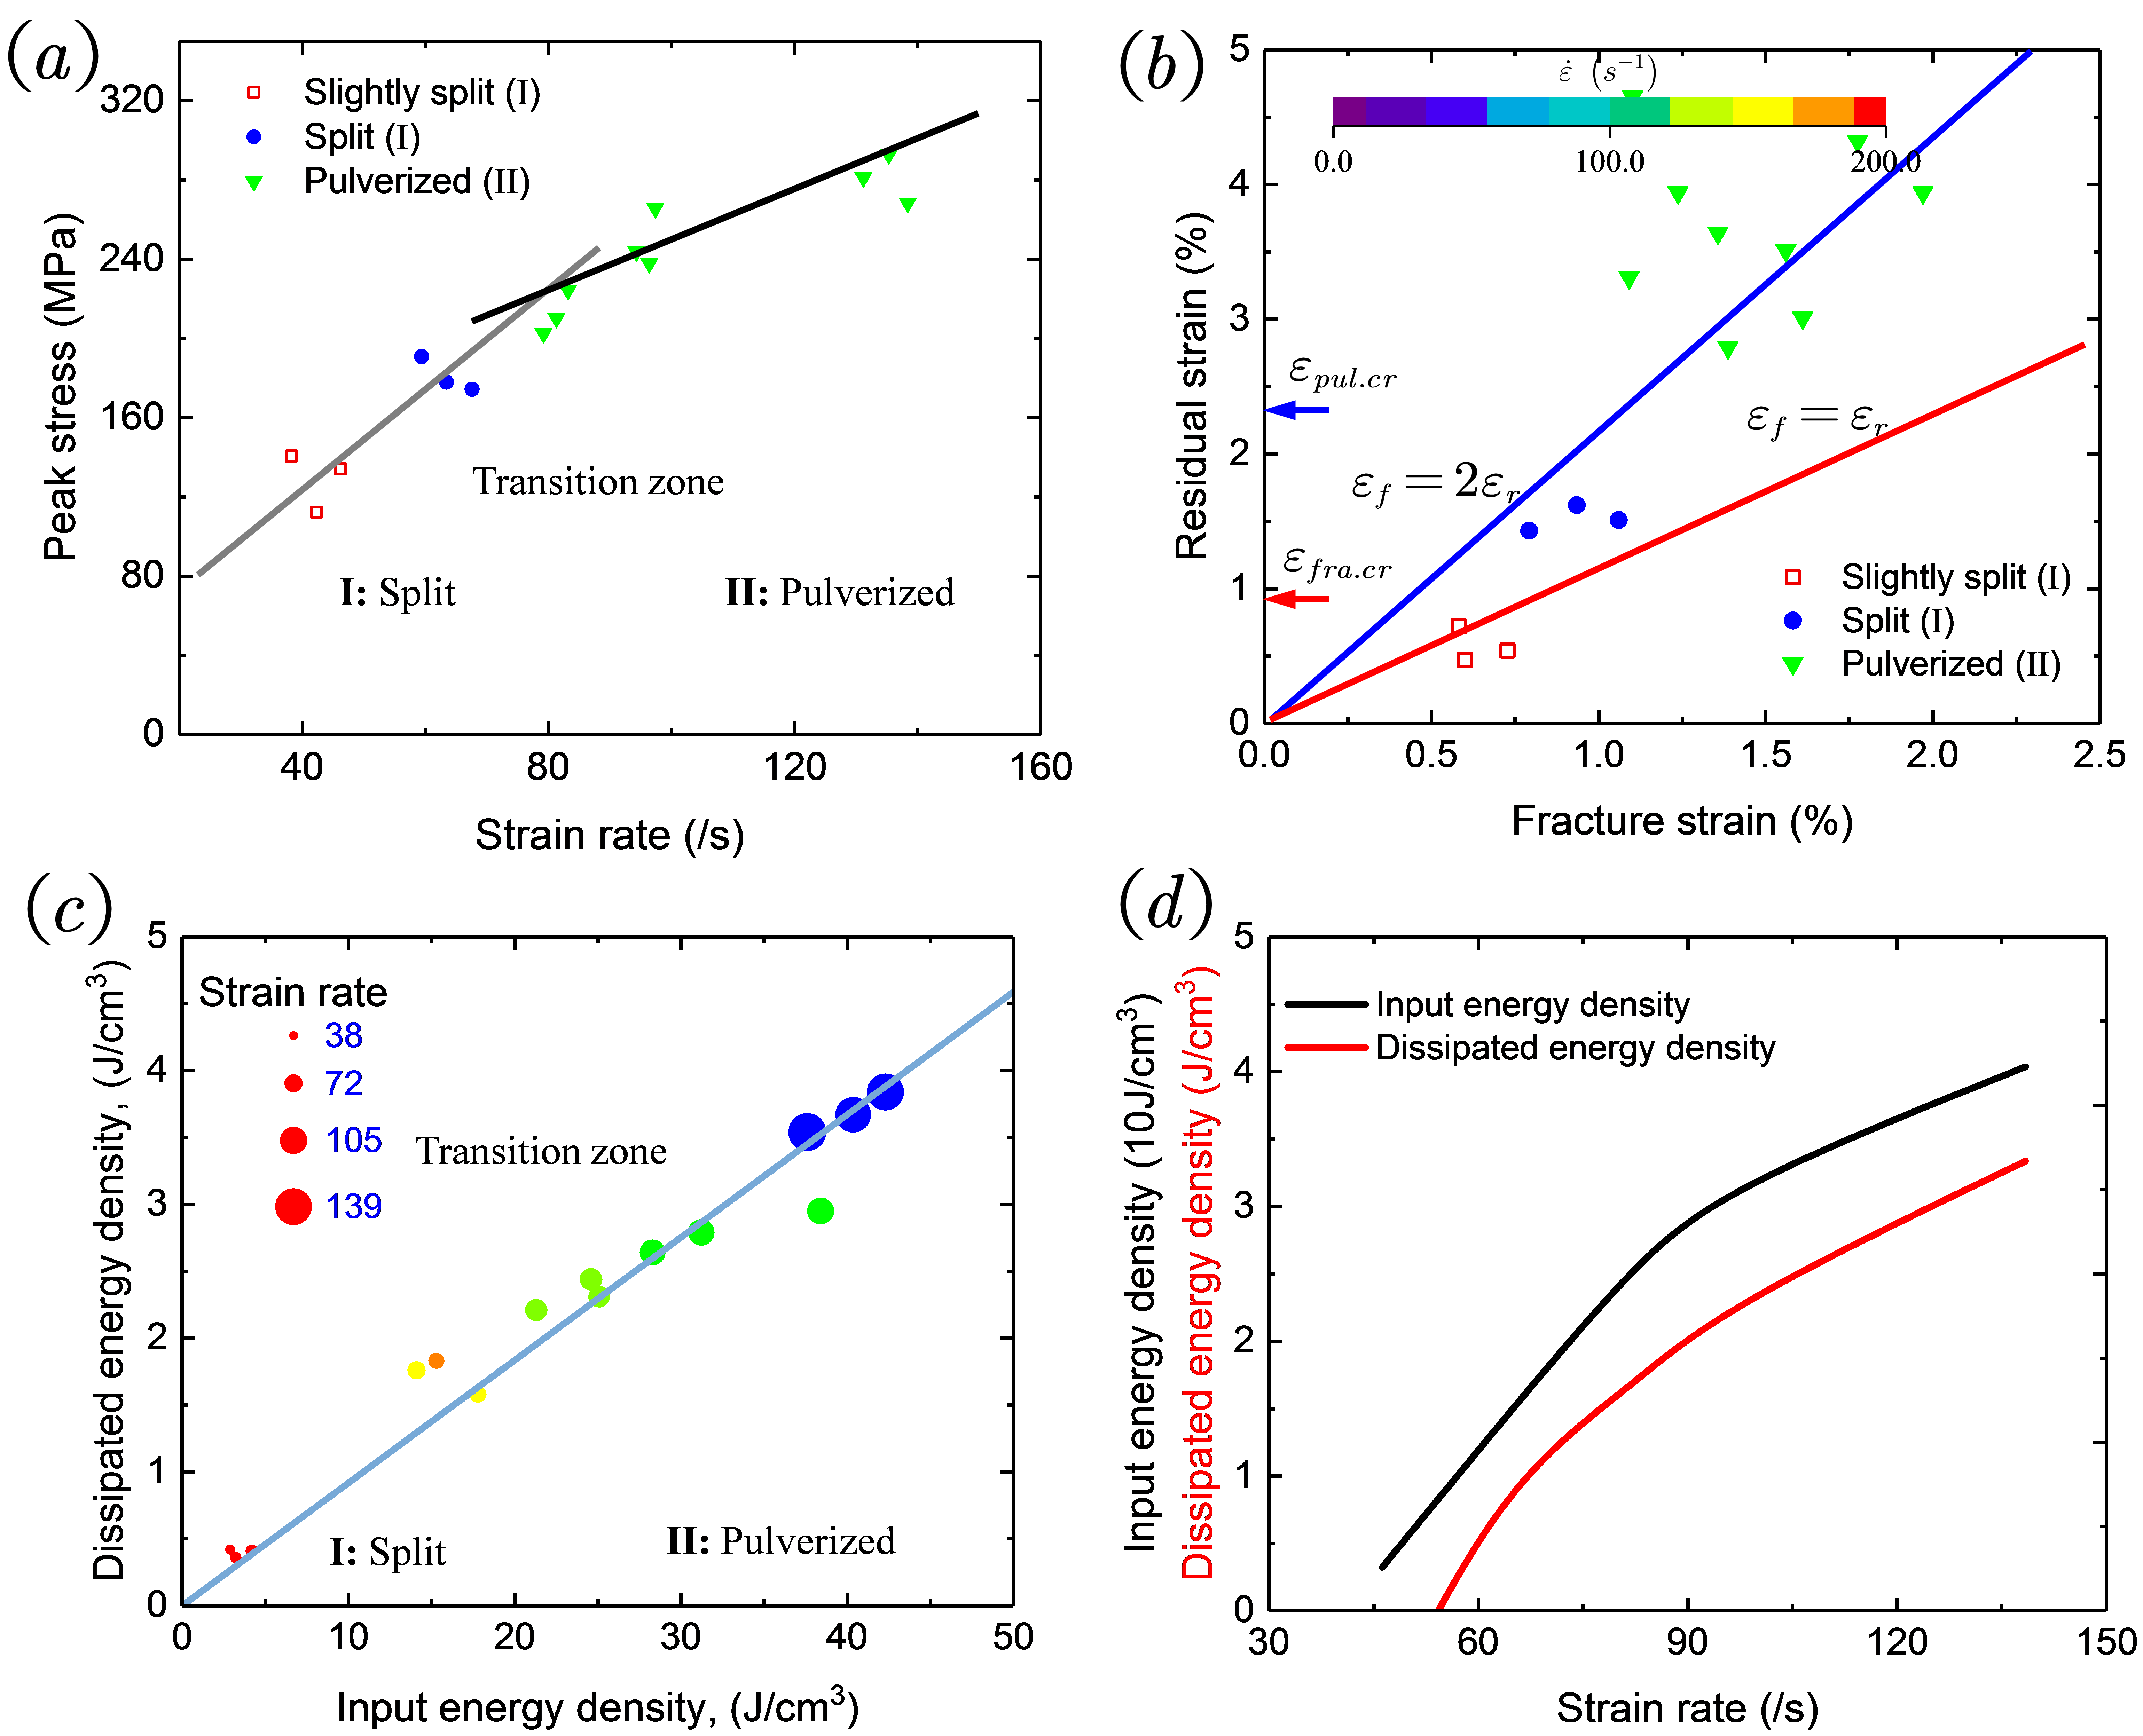 (a)
Slightly split (I)
Split (I)
Pulverized (II)
320
240
160
80
0
Peak stress (MPa)
Transition zone
I: Split
II: Pulverized
40 80 120 160
Strain rate (/s)
(b)
ε̇ (s⁻¹)
0.0 100.0 200.0
5
4
3
2
1
0
Residual strain (%)
ε_pul.cr
ε_f = ε_r
ε_f = 2ε_r
ε_fra.cr
Slightly split (I)
Split (I)
Pulverized (II)
0.0 0.5 1.0 1.5 2.0 2.5
Fracture strain (%)
(c)
5
4
3
2
1
0
Dissipated energy density, (J/cm³)
Strain rate
38
72
105
139
Transition zone
I: Split
II: Pulverized
0 10 20 30 40 50
Input energy density, (J/cm³)
(d)
5
4
3
2
1
0
Input energy density (10J/cm³)
Dissipated energy density (J/cm³)
Input energy density
Dissipated energy density
30 60 90 120 150
Strain rate (/s)